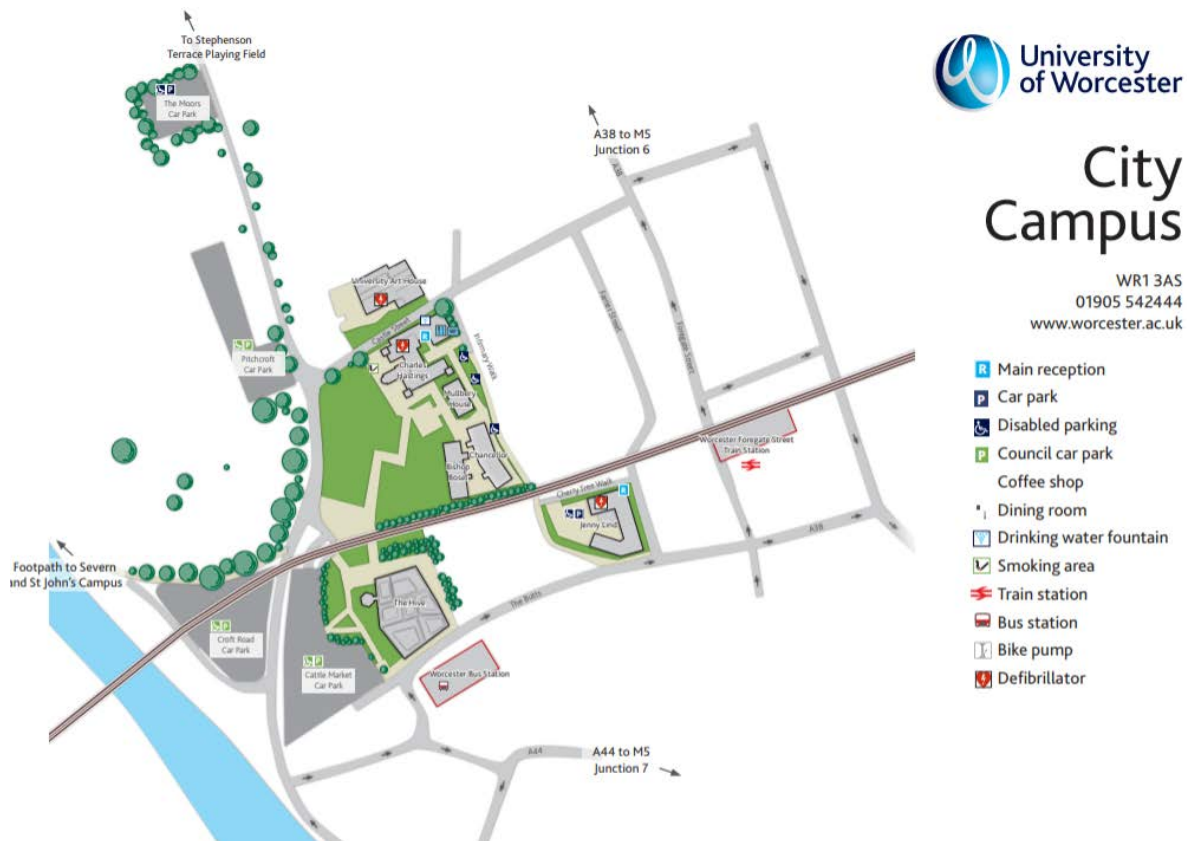 To Stephenson
Terrace Playing Field
The Moors
Car Park
A38 to M5
Junction 6
A38
University Art House
Castle Street
Infirmary Walk
Farrier Street
Foregate Street
Pitchcroft
Car Park
Charles
Hastings
Mulberry
House
Chancellor
Bishop
Bosel
Worcester Foregate Street
Train Station
Cherry Tree Walk
Jenny Lind
A38
Footpath to Severn
and St John's Campus
The Hive
The Butts
Croft Road
Car Park
Cattle Market
Car Park
Worcester Bus Station
A44
A44 to M5
Junction 7
University
of Worcester
City
Campus
WR1 3AS
01905 542444
www.worcester.ac.uk
R Main reception
P Car park
Disabled parking
P Council car park
Coffee shop
Dining room
Drinking water fountain
Smoking area
Train station
Bus station
Bike pump
Defibrillator